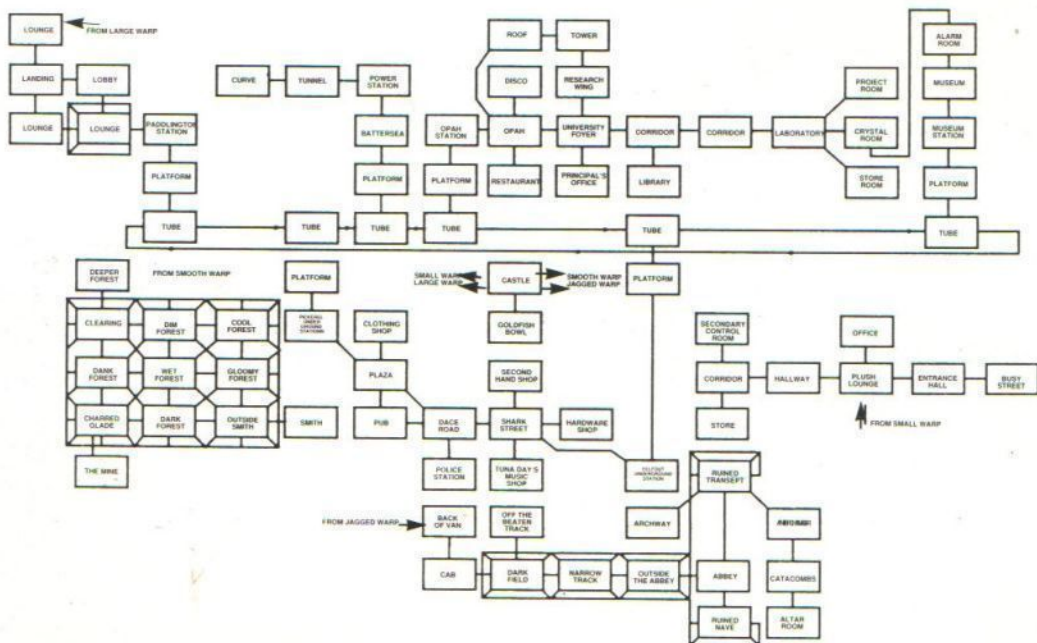 LOUNGE
FROM LARGE WARP
LANDING
LOBBY
LOUNGE
LOUNGE
PADDINGTON
STATION
PLATFORM
TUBE
CURVE
TUNNEL
POWER
STATION
BATTERSEA
PLATFORM
TUBE
TUBE
OPAH
STATION
PLATFORM
TUBE
ROOF
TOWER
DISCO
RESEARCH
WING
OPAH
UNIVERSITY
FOYER
CORRIDOR
CORRIDOR
LABORATORY
RESTAURANT
PRINCIPAL'S
OFFICE
LIBRARY
PROJECT
ROOM
CRYSTAL
ROOM
STORE
ROOM
ALARM
ROOM
MUSEUM
MUSEUM
STATION
PLATFORM
TUBE
TUBE
PLATFORM
DEEPER
FOREST
FROM SMOOTH WARP
CLEARING
DIM
FOREST
COOL
FOREST
DANK FOREST
WET
FOREST
GLOOMY
FOREST
CHARRED
GLADE
DARK
FOREST
OUTSIDE
SMITH
SMITH
THE MINE
PLATFORM
UNDER
CLOTHING
SHOP
PLAZA
PUB
DACE
ROAD
POLICE
STATION
SMALL WARP
LARGE WARP
CASTLE
SMOOTH WARP
JAGGED WARP
GOLDFISH
BOWL
SECOND
HAND SHOP
SHARK
STREET
HARDWARE
SHOP
TUNA DAY'S
MUSIC
SHOP
UNDERGROUND
STATION
SECONDARY
CONTROL
ROOM
CORRIDOR
HALLWAY
OFFICE
PLUSH
LOUNGE
ENTRANCE
HALL
BUSY
STREET
STORE
FROM SMALL WARP
FROM JAGGED WARP
BACK
OF VAN
CAB
OFF THE
BEATEN
TRACK
DARK
FIELD
NARROW
TRACK
OUTSIDE
THE ABBEY
RUINED
TRANSEPT
ARCHWAY
ABBEY
RUINED
NAVE
CATACOMBS
ALTAR
ROOM